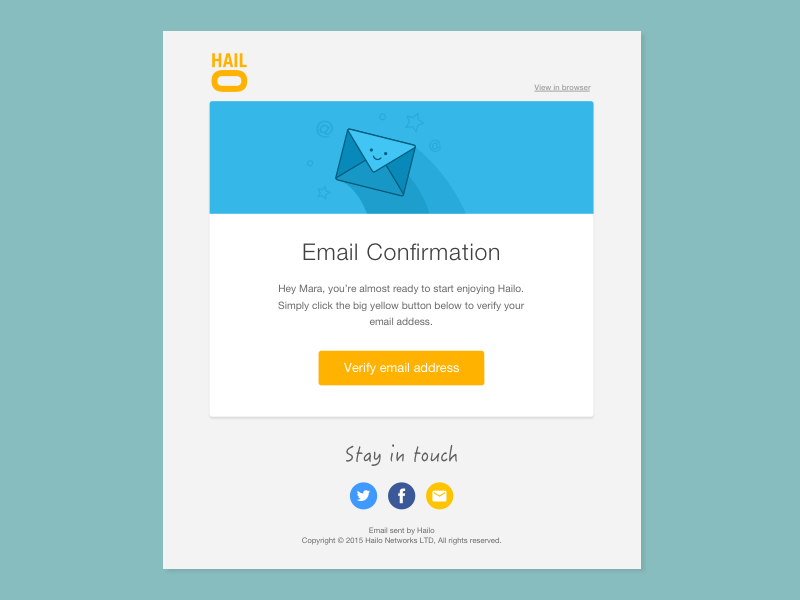 HAIL
O
View in browser
@
@
Email Confirmation
Hey Mara, you're almost ready to start enjoying Hailo.
Simply click the big yellow button below to verify your
email addess.
Verify email address
Stay in touch
f
Email sent by Hailo
Copyright © 2015 Hailo Networks LTD, All rights reserved.